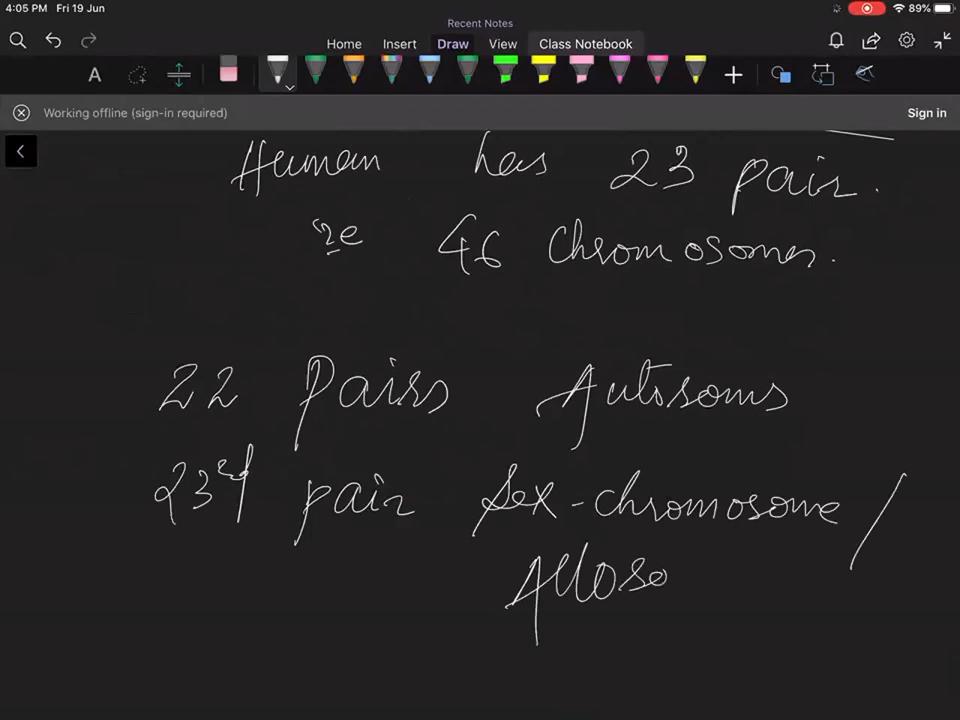 4:05 PM Fri 19 Jun
89%
Recent Notes
Home Insert Draw View Class Notebook
A
Working offline (sign-in required)
Sign in
Human has 23 pair.
ie 46 Chromosomes.
22 Pairs Autosoms
23rd pair Sex-chromosome /
Alloso